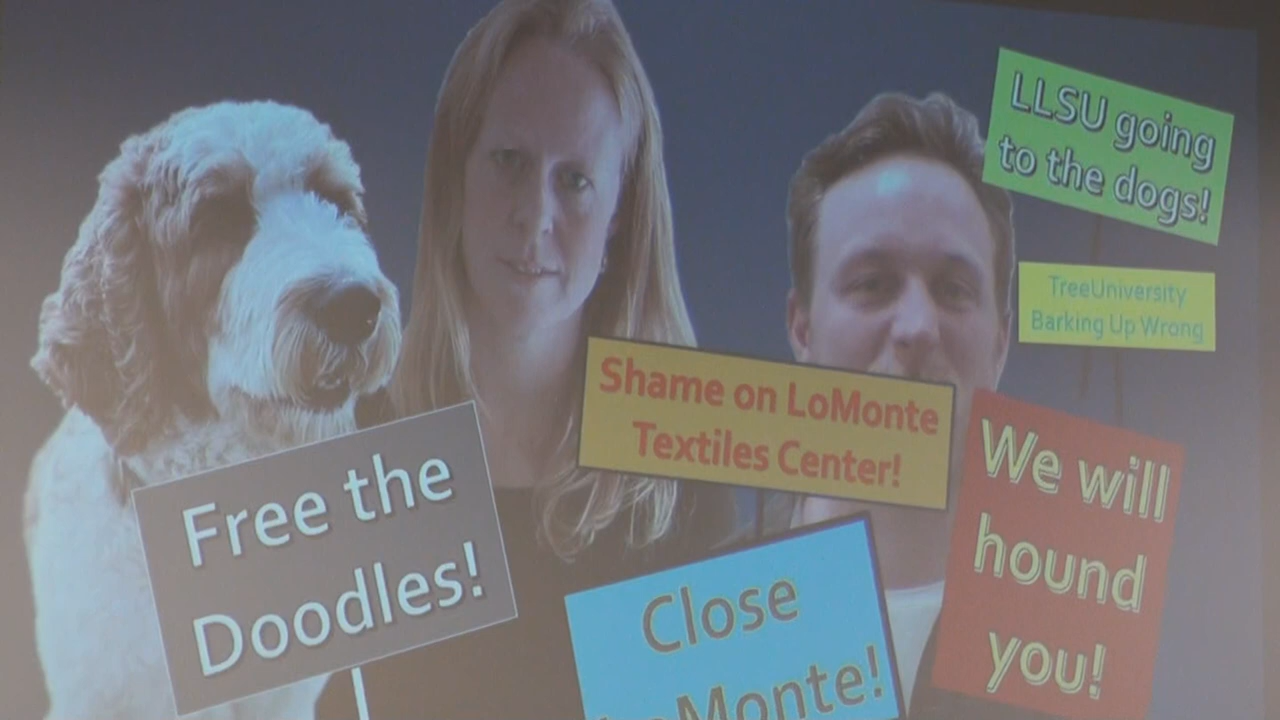 LLSU going
to the dogs!
TreeUniversity
Barking Up Wrong
Shame on LoMonte
Textiles Center!
We will
hound
you!
Free the
Doodles!
Close
LoMonte!